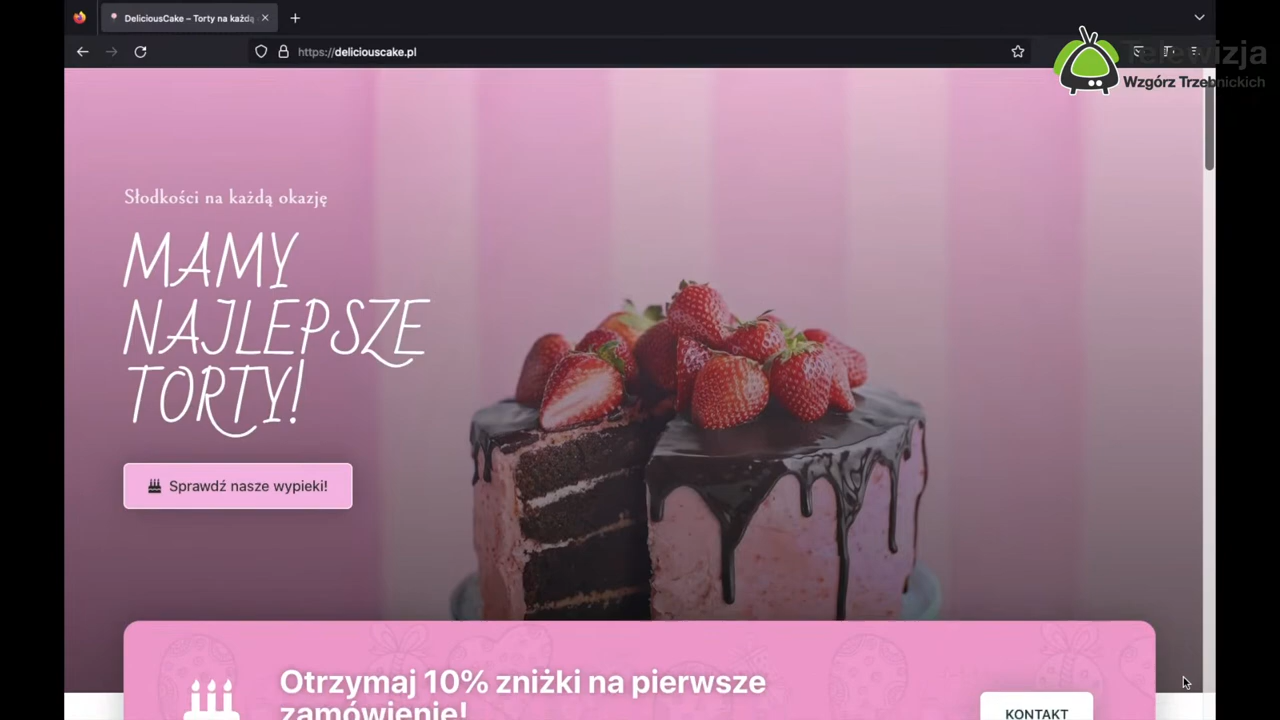 DeliciousCake – Torty na każdą
https://deliciouscake.pl
Telewizja
Wzgórz Trzebnickich
Słodkości na każdą okazję
MAMY
NAJLEPSZE
TORTY!
Sprawdź nasze wypieki!
Otrzymaj 10% zniżki na pierwsze
zamówienie!
KONTAKT